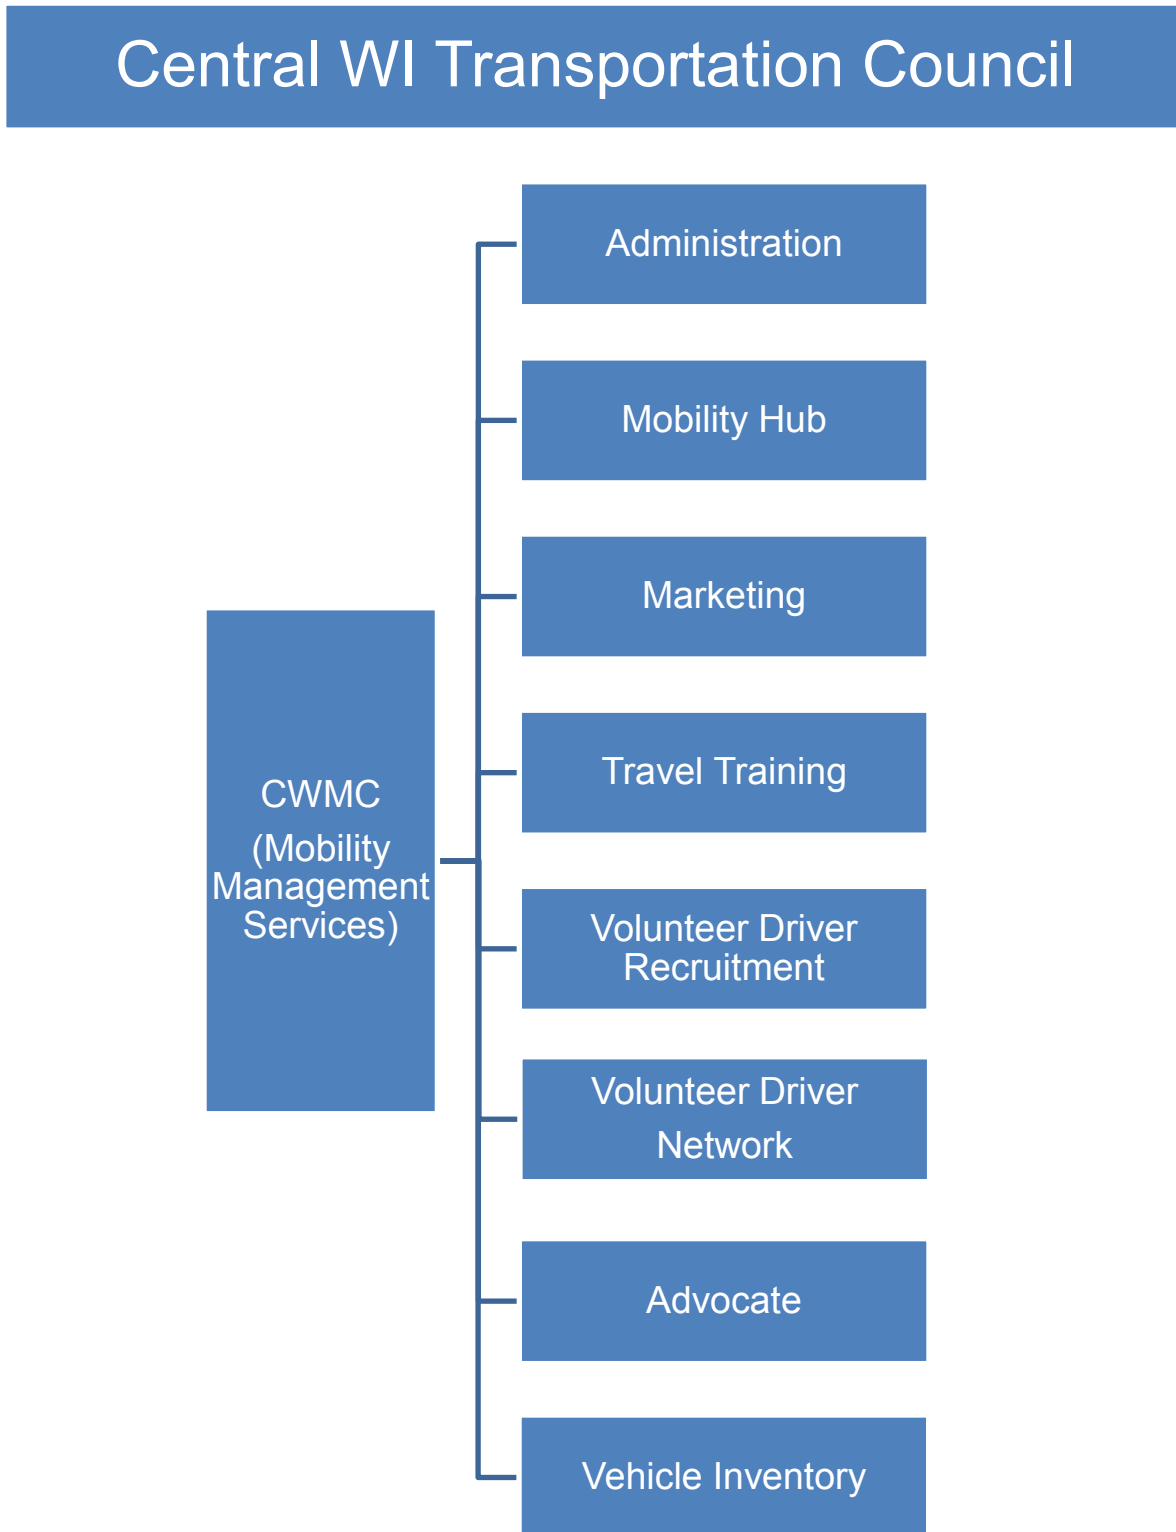 Central WI Transportation Council
Administration
Mobility Hub
Marketing
Travel Training
CWMC
(Mobility
Management
Services)
Volunteer Driver
Recruitment
Volunteer Driver
Network
Advocate
Vehicle Inventory